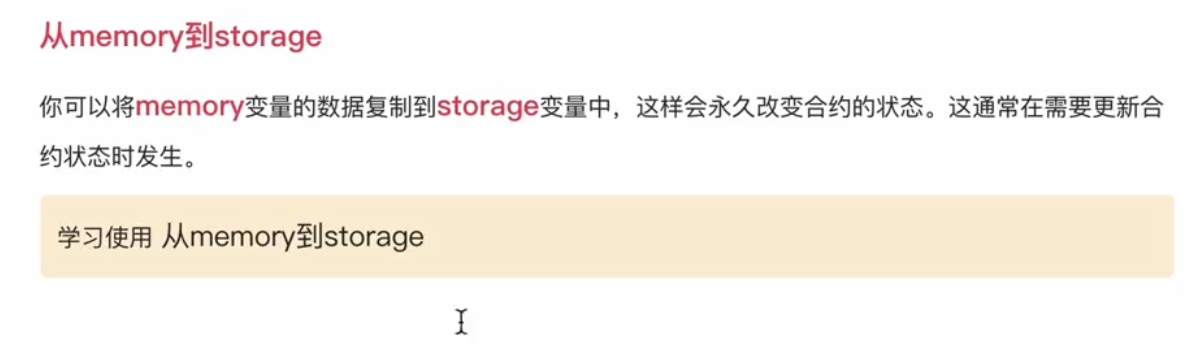 从memory到storage
你可以将memory变量的数据复制到storage变量中，这样会永久改变合约的状态。这通常在需要更新合
约状态时发生。
学习使用 从memory到storage